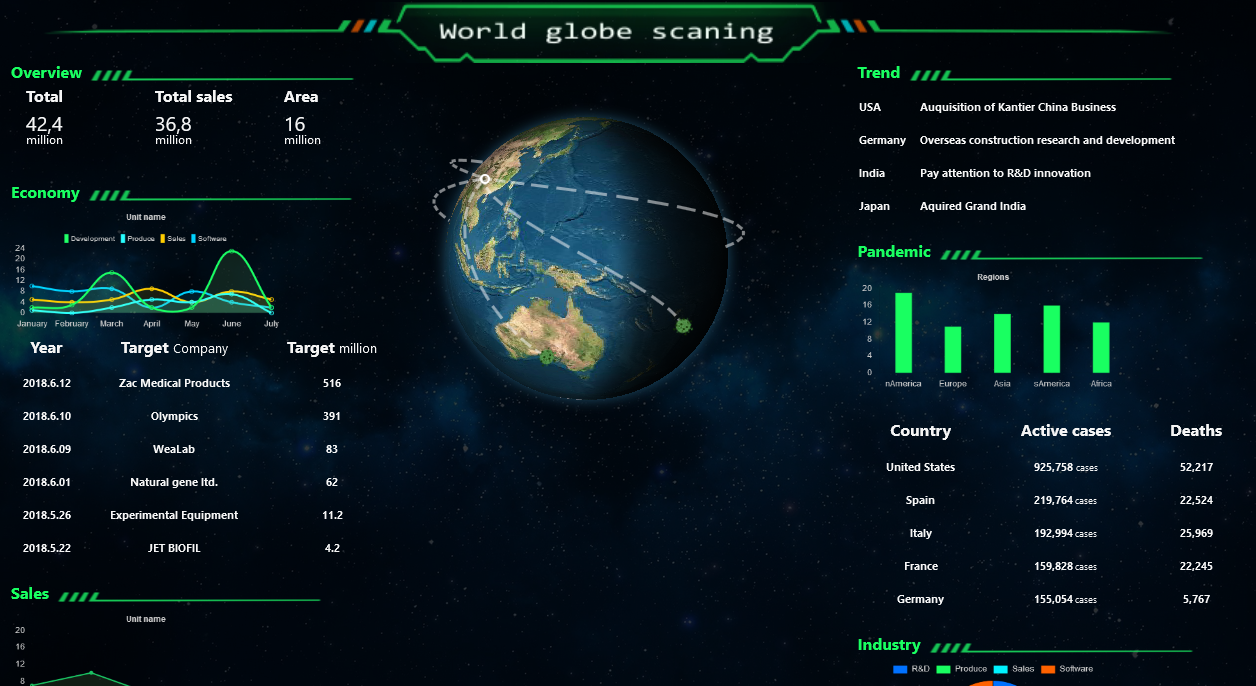 World globe scaning
Overview
Total Total sales Area
42,4 36,8 16
million million million
Economy
Unit name
Development Produce Sales Software
24
20
16
12
8
4
0
January February March April May June July
Year Target Company Target million
2018.6.12 Zac Medical Products 516
2018.6.10 Olympics 391
2018.6.09 WeaLab 83
2018.6.01 Natural gene ltd. 62
2018.5.26 Experimental Equipment 11.2
2018.5.22 JET BIOFIL 4.2
Sales
Unit name
20
16
12
8
Trend
USA Auquisition of Kantier China Business
Germany Overseas construction research and development
India Pay attention to R&D innovation
Japan Aquired Grand India
Pandemic
Regions
20
16
12
8
4
0
nAmerica Europe Asia sAmerica Africa
Country Active cases Deaths
United States 925,758 cases 52,217
Spain 219,764 cases 22,524
Italy 192,994 cases 25,969
France 159,828 cases 22,245
Germany 155,054 cases 5,767
Industry
R&D Produce Sales Software